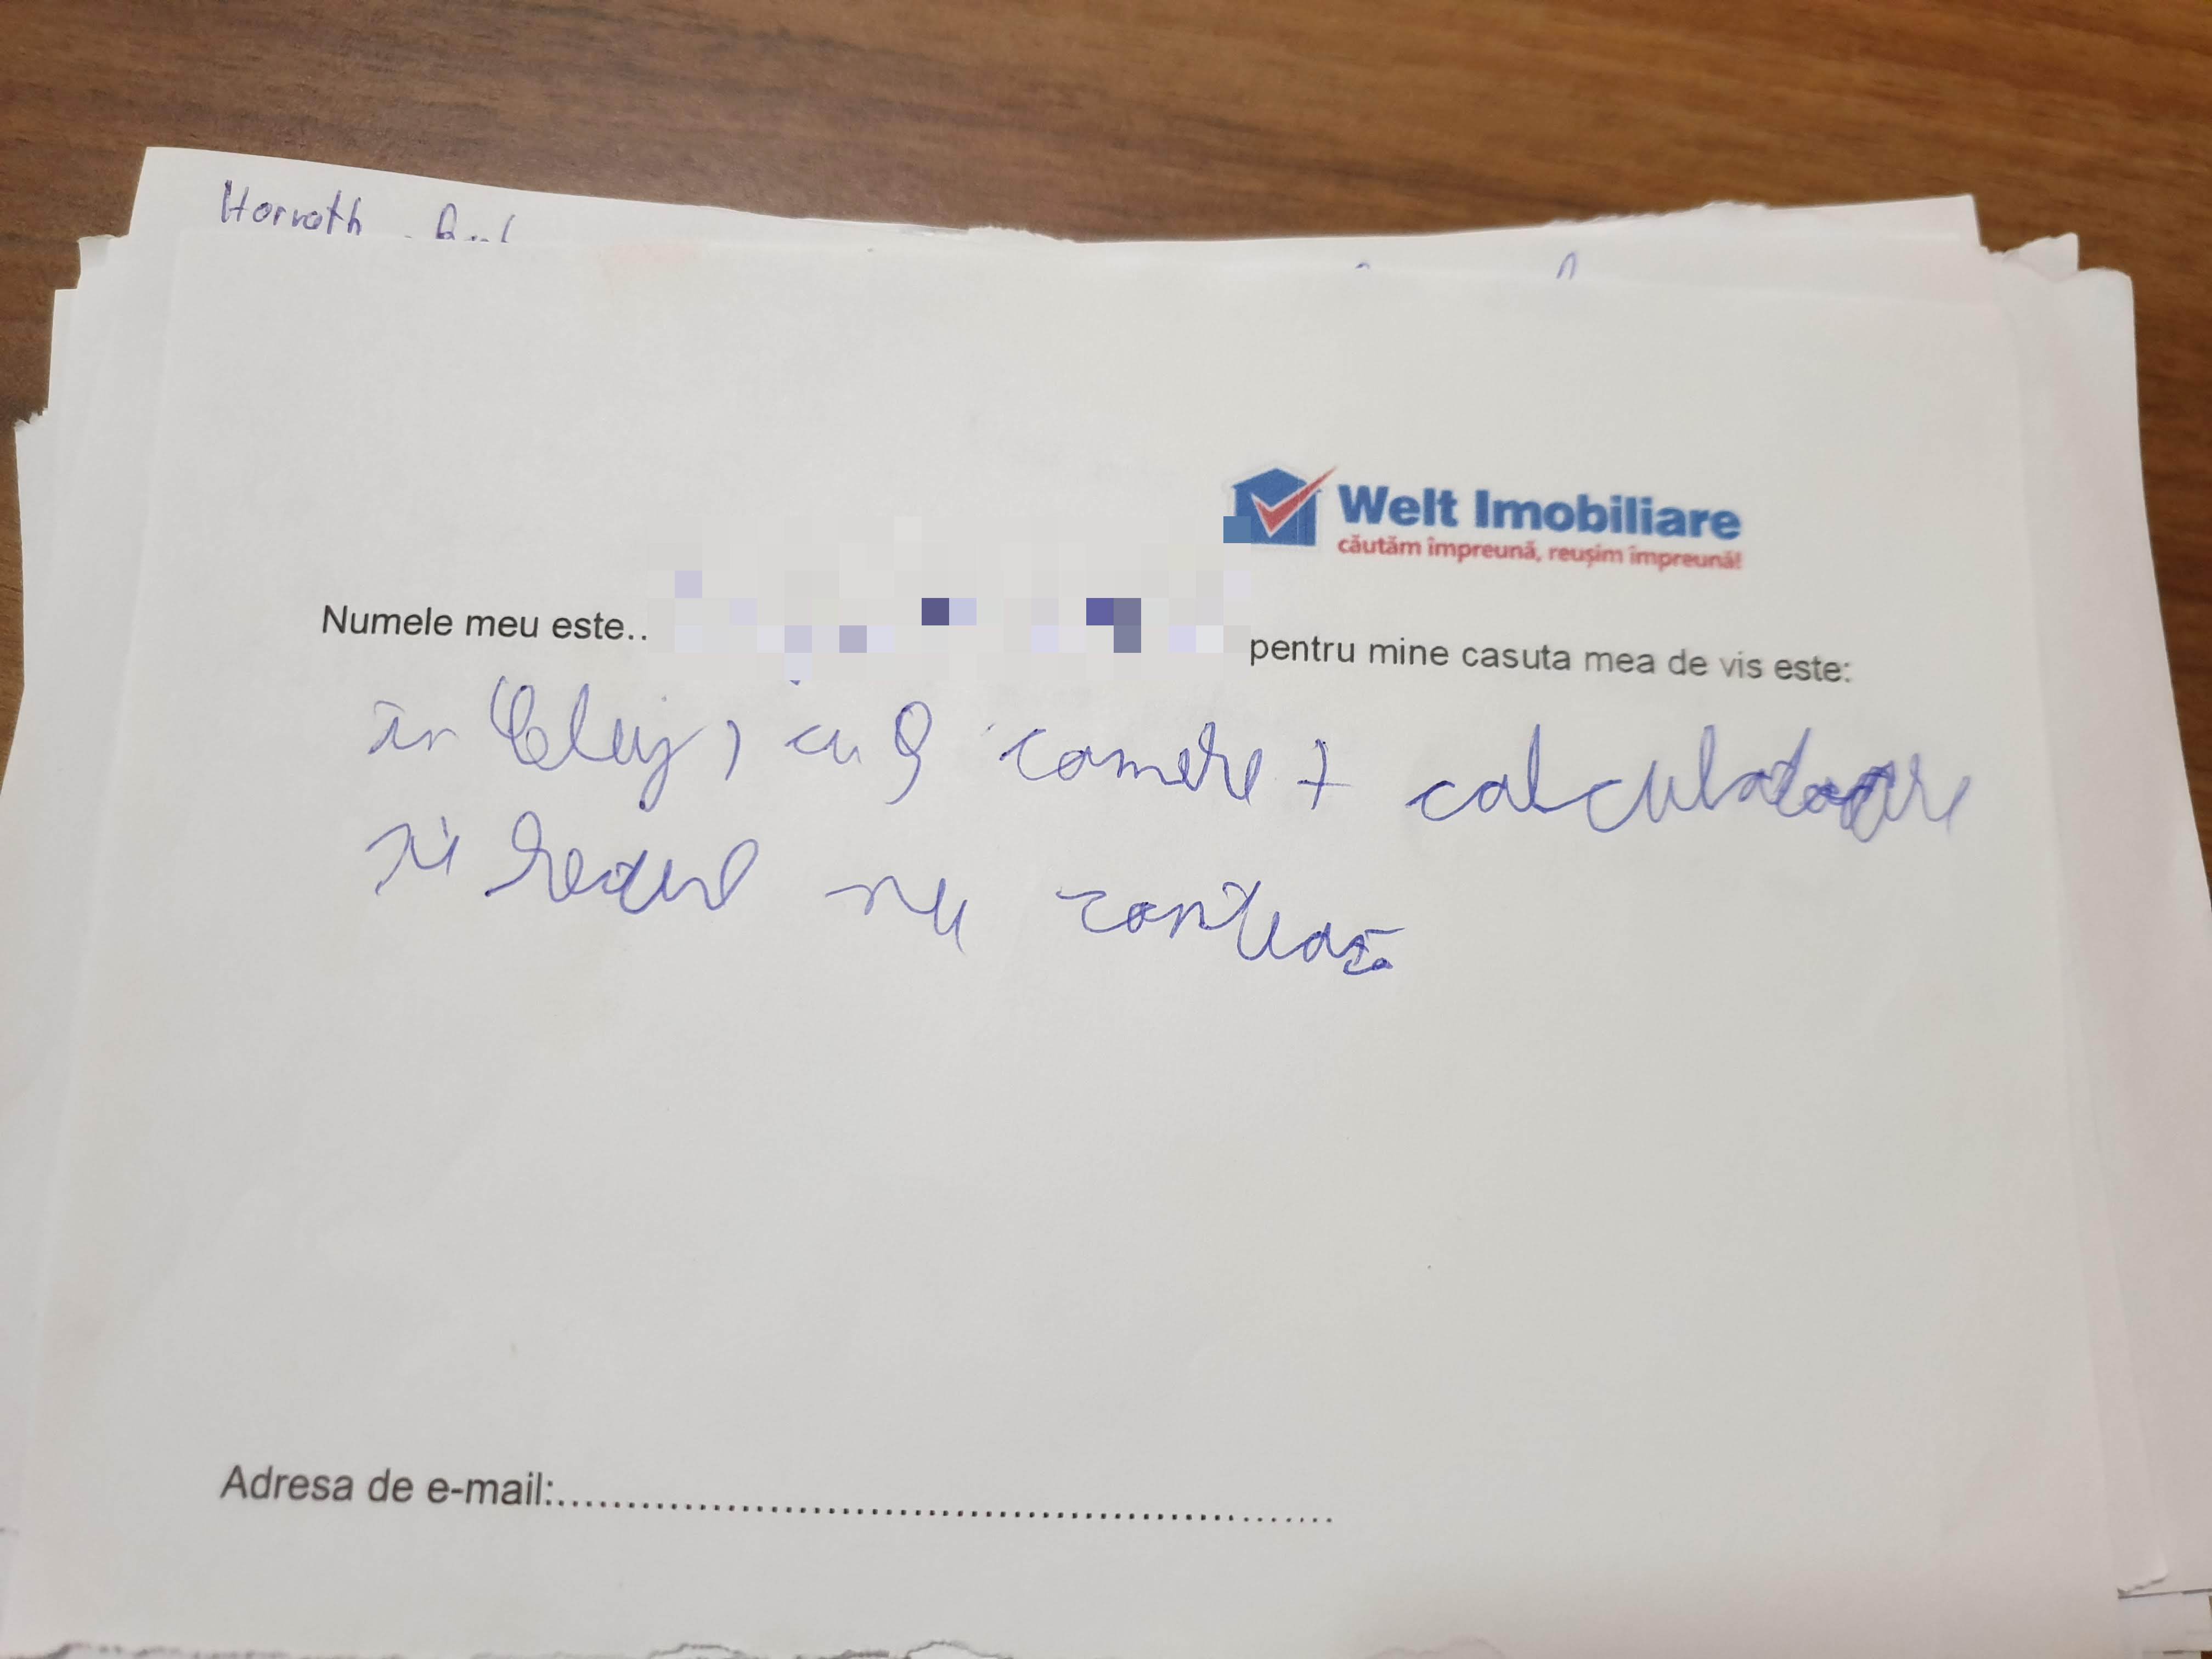 Horvath
Welt Imobiliare
căutăm împreună, reușim împreună!
Numele meu este.. pentru mine casuta mea de vis este:
în Cluj, cu 9 camere + calculatoare
și restul nu contează
Adresa de e-mail:..........................................................